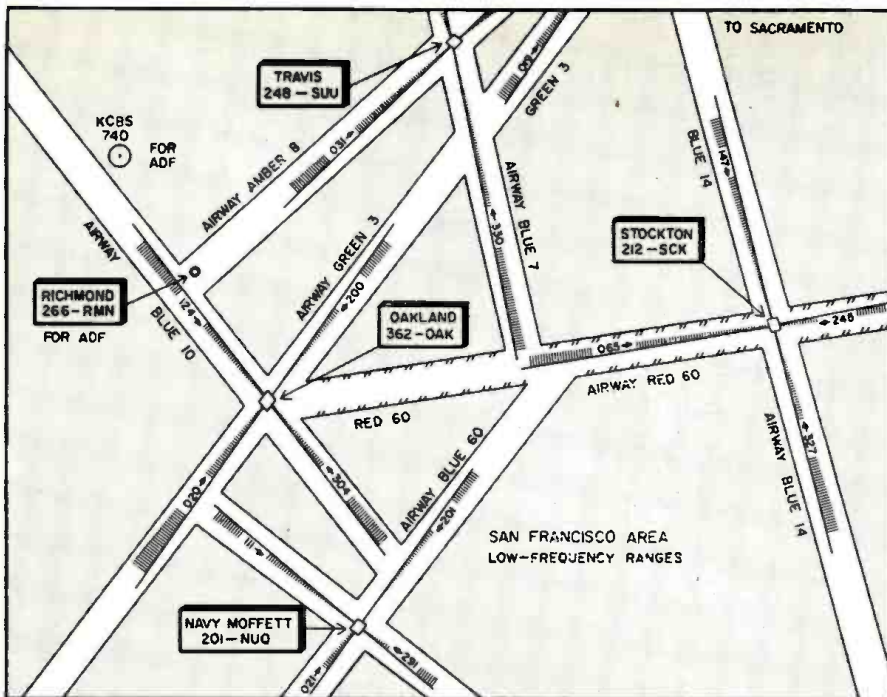 TO SACRAMENTO
TRAVIS
248-SUU
019
GREEN 3
KCBS
740
FOR
ADF
AIRWAY AMBER 8
031
BLUE 14
147
AIRWAY GREEN 3
200
330
AIRWAY BLUE 7
STOCKTON
212-SCK
AIRWAY
BLUE 10
RICHMOND
266-RMN
FOR ADF
124
OAKLAND
362-OAK
065
AIRWAY RED 60
RED 60
327
AIRWAY BLUE 14
020
304
AIRWAY BLUE 60
201
SAN FRANCISCO AREA
LOW-FREQUENCY RANGES
111
NAVY MOFFETT
201-NUQ
021
291